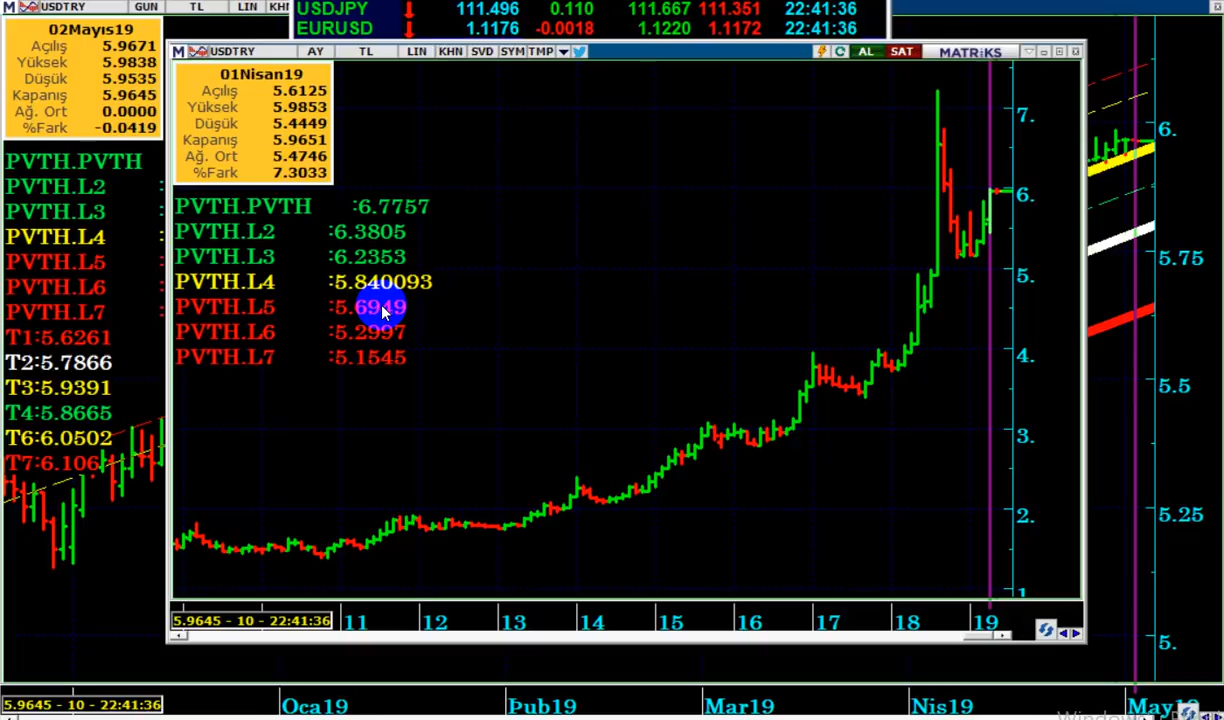 M USDTRY GUN TL LIN KHN
USDJPY 111.496 0.110 111.667 111.351 22:41:36
EURUSD 1.1176 -0.0018 1.1220 1.1172 22:41:36
02Mayıs19
Açılış 5.9671
Yüksek 5.9838
Düşük 5.9535
Kapanış 5.9645
Ağ. Ort 0.0000
%Fark -0.0419
PVTH.PVTH
PVTH.L2 :
PVTH.L3 :
PVTH.L4 :
PVTH.L5 :
PVTH.L6 :
PVTH.L7 :
T1:5.6261
T2:5.7866
T3:5.9391
T4:5.8665
T6:6.0502
T7:6.106
M USDTRY AY TL LIN KHN SVD SYM TMP AL SAT MATRiKS
01Nisan19
Açılış 5.6125
Yüksek 5.9853
Düşük 5.4449
Kapanış 5.9651
Ağ. Ort 5.4746
%Fark 7.3033
PVTH.PVTH :6.7757
PVTH.L2 :6.3805
PVTH.L3 :6.2353
PVTH.L4 :5.840093
PVTH.L5 :5.6949
PVTH.L6 :5.2997
PVTH.L7 :5.1545
7.
6.
5.
4.
3.
2.
1.
5.9645 - 10 - 22:41:36 11 12 13 14 15 16 17 18 19
6.
5.75
5.5
5.25
5.
5.9645 - 10 - 22:41:36 Oca19 Þub19 Mar19 Nis19 May19